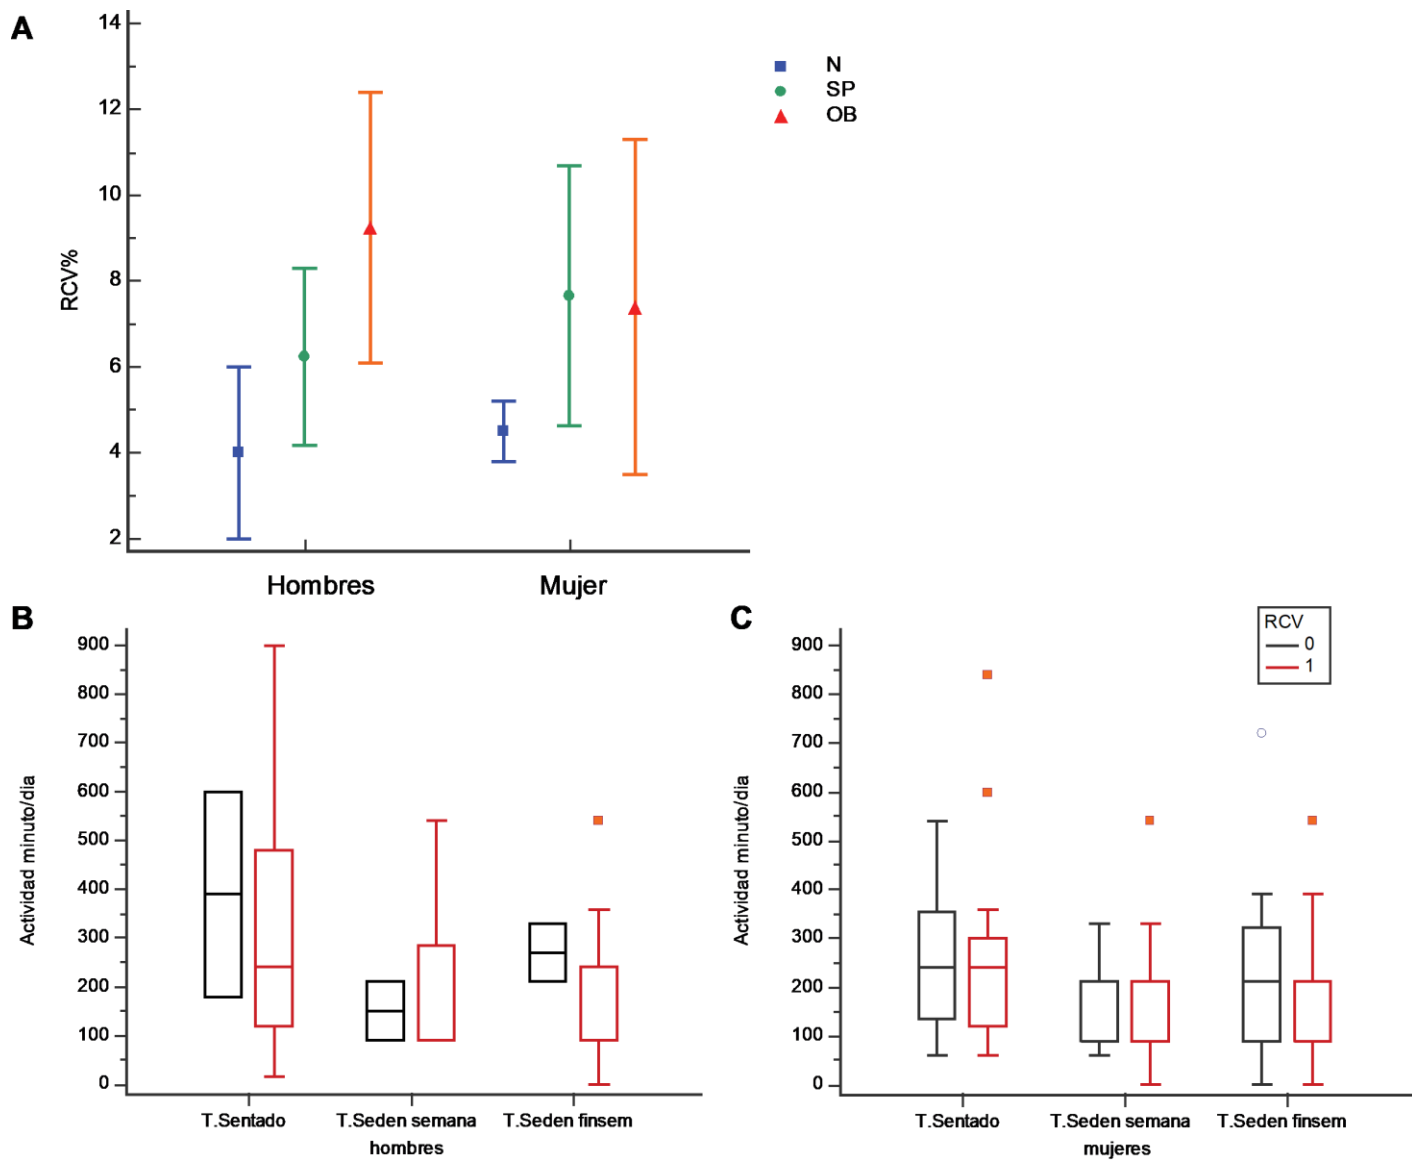 A
14
12
10
8
6
4
2
RCV%
N
SP
OB
Hombres Mujer
B
900
800
700
600
500
400
300
200
100
0
Actividad minuto/dia
T.Sentado T.Seden semana T.Seden finsem
hombres
C
RCV
0
1
900
800
700
600
500
400
300
200
100
0
Actividad minuto/dia
T.Sentado T.Seden semana T.Seden finsem
mujeres